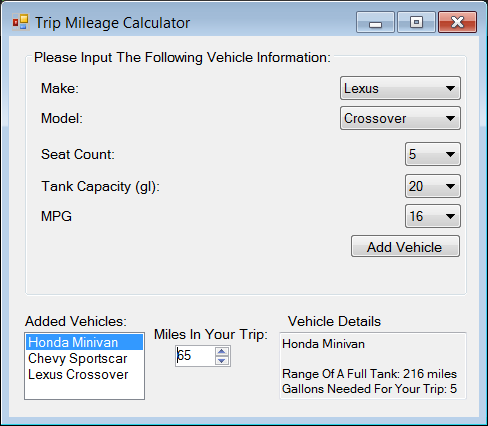 Trip Mileage Calculator
Please Input The Following Vehicle Information:
Make: Lexus
Model: Crossover
Seat Count: 5
Tank Capacity (gl): 20
MPG 16
Add Vehicle
Added Vehicles:
Honda Minivan
Chevy Sportscar
Lexus Crossover
Miles In Your Trip:
65
Vehicle Details
Honda Minivan
Range Of A Full Tank: 216 miles
Gallons Needed For Your Trip: 5